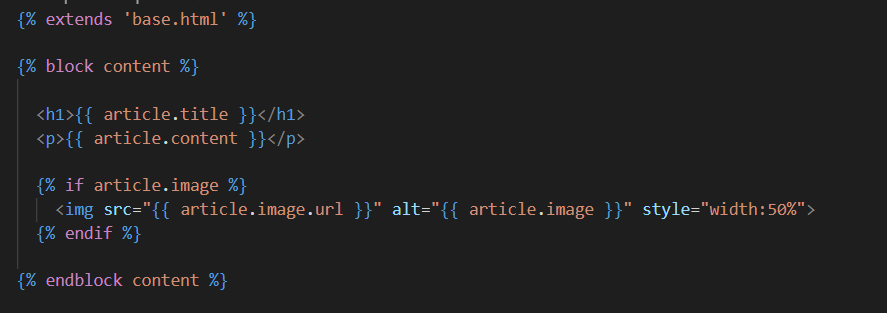 {% extends 'base.html' %}
{% block content %}
<h1>{{ article.title }}</h1>
<p>{{ article.content }}</p>
{% if article.image %}
<img src="{{ article.image.url }}" alt="{{ article.image }}" style="width:50%">
{% endif %}
{% endblock content %}